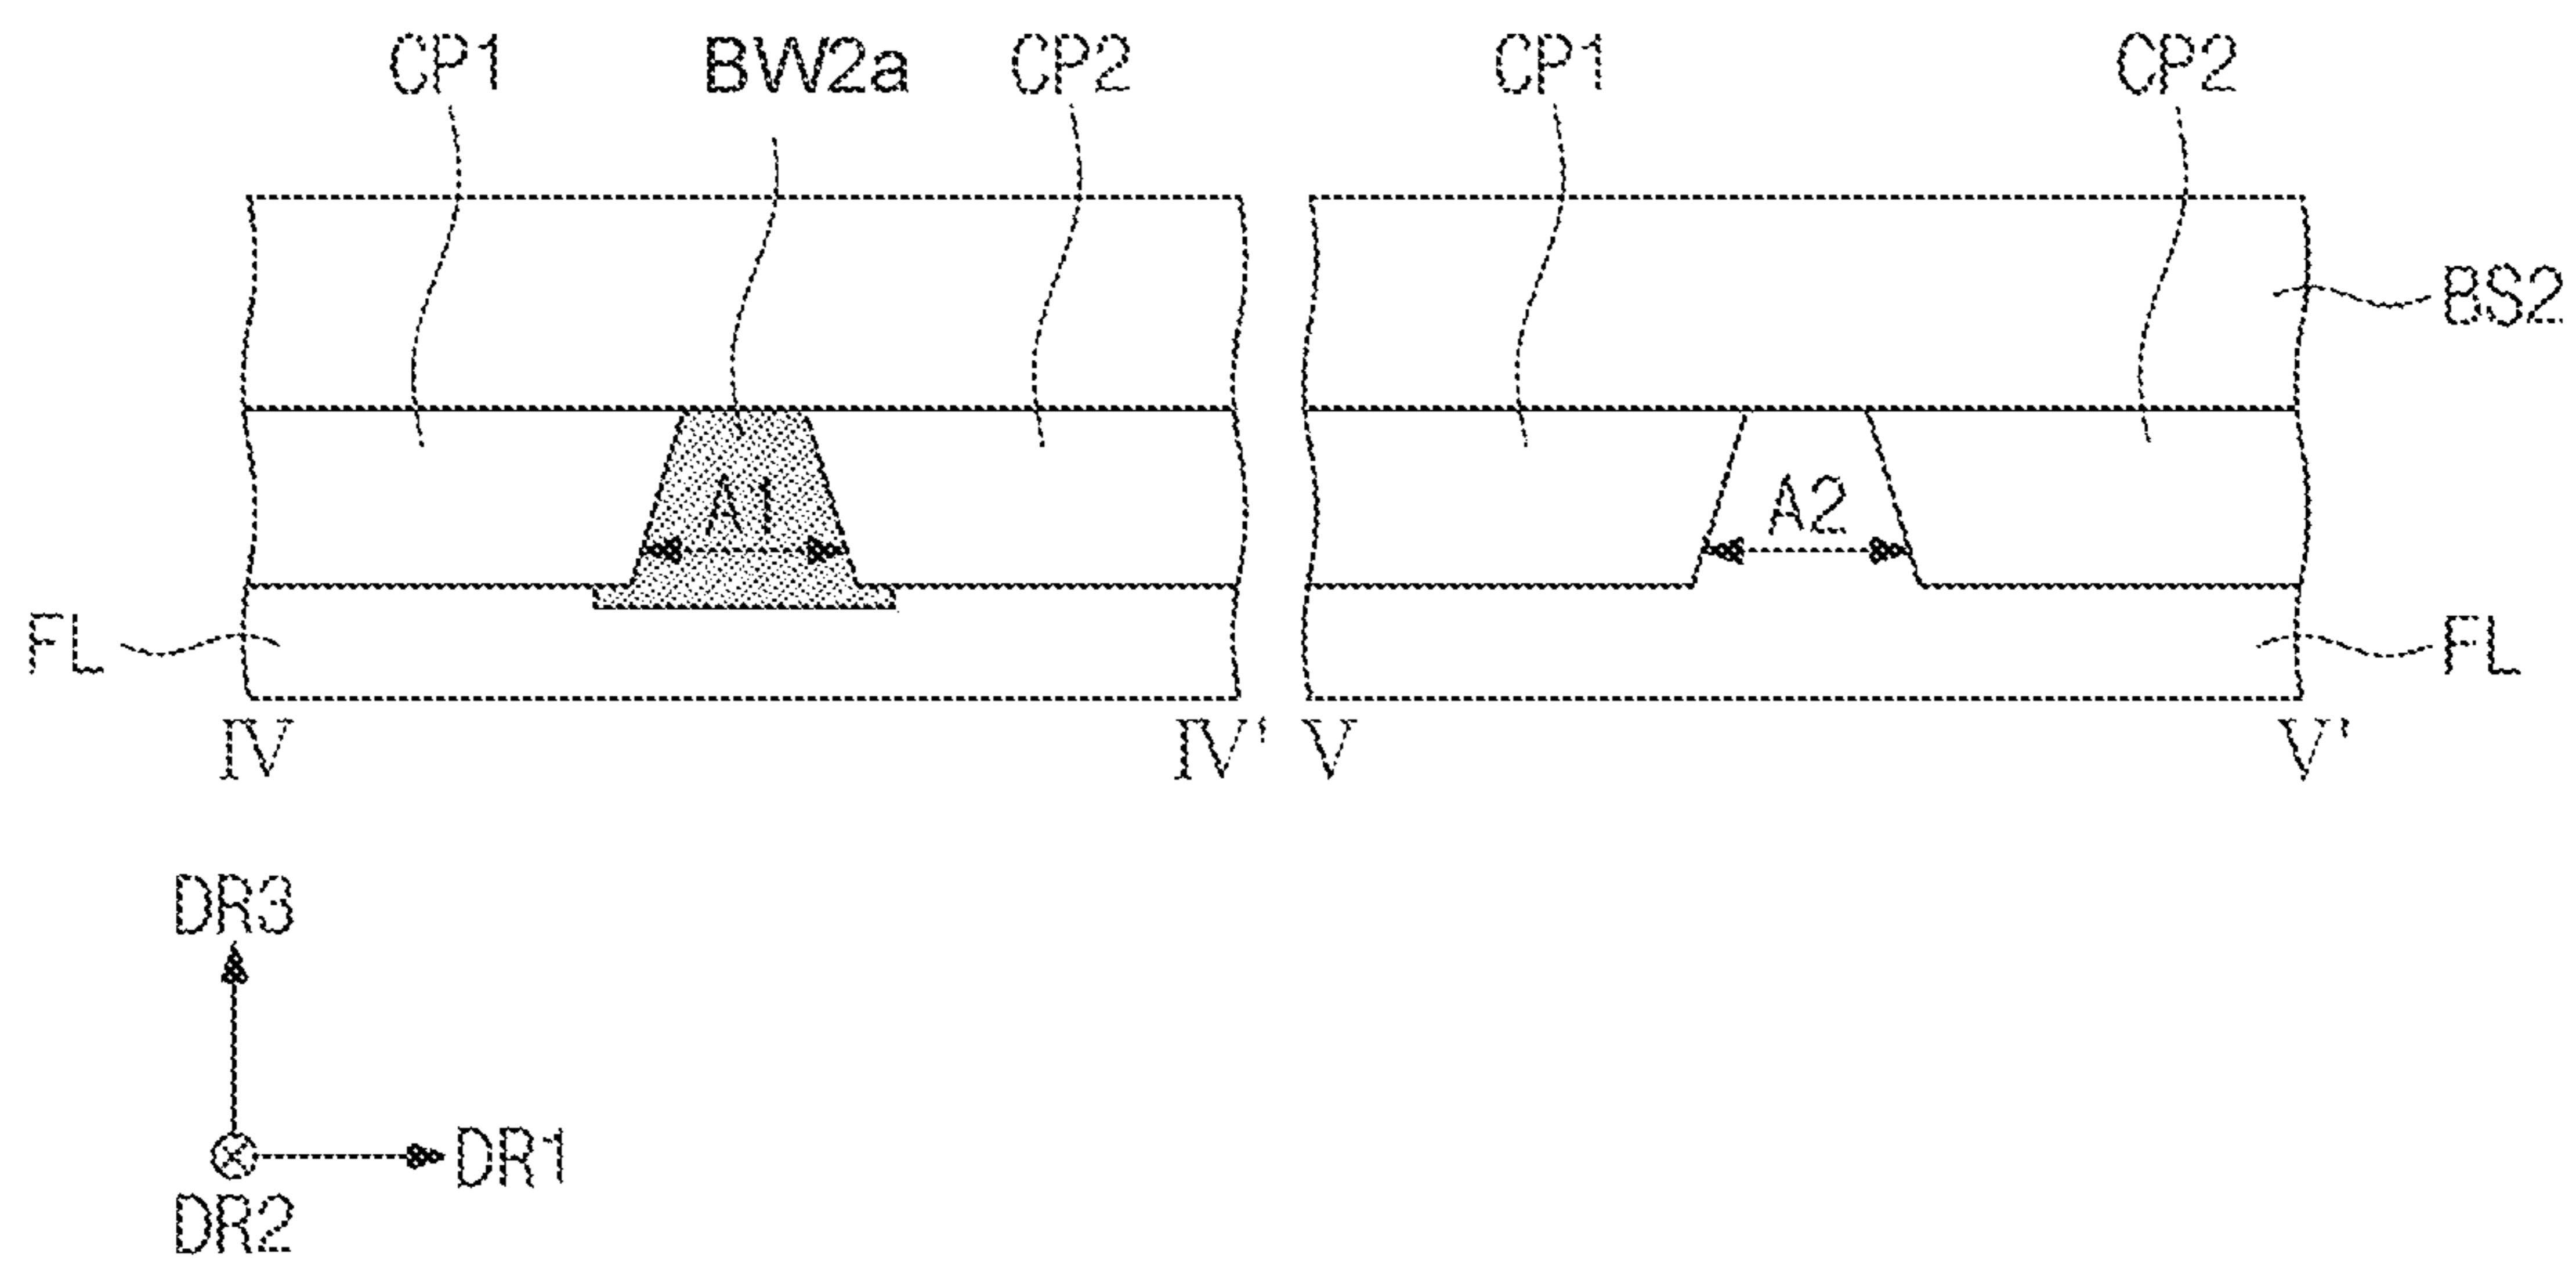 CP1 BW2a CP2 CP1 CP2
BS2
A1 A2
FL FL
IV IV' V V'
DR3
DR1
DR2